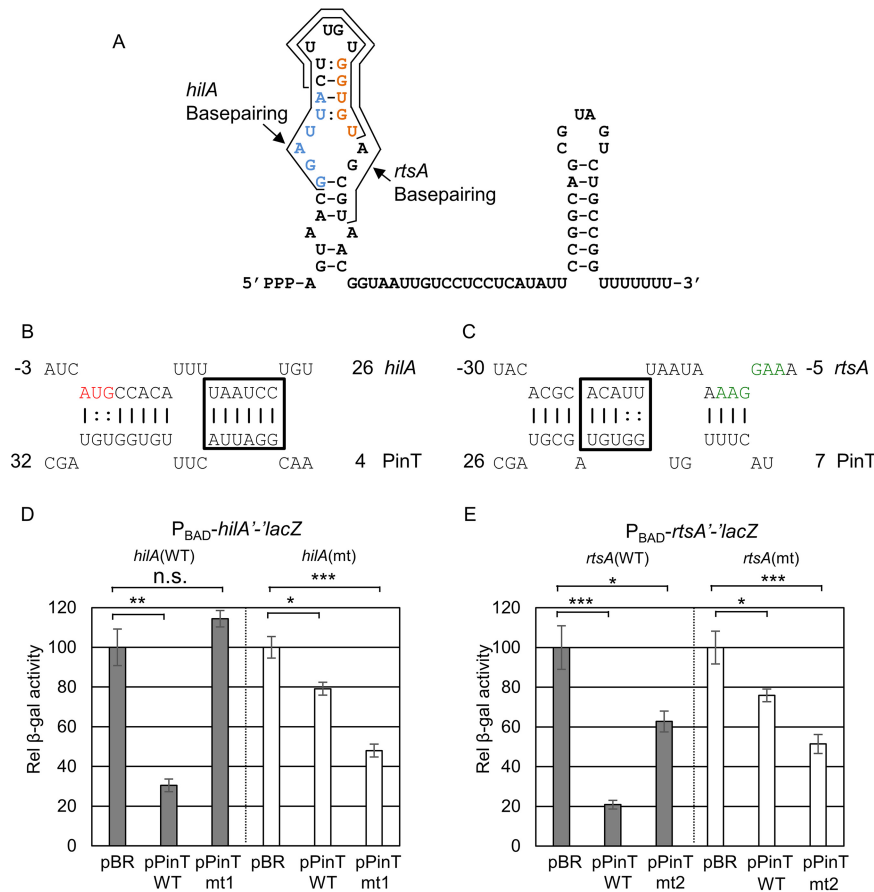 A
UG
U U
U:G
C–G
A–U
U:G
U U
A A
G G
G–C
C–G
A–U
A A
U–A
G–C
hilA
Basepairing
rtsA
Basepairing
UA
G G
C U
G–C
A–U
C–G
G–C
G–C
C–G
C–G
5'PPP–A GGUAAUUGUCCUCCUCAUAUU UUUUUUU–3'
B
-3 AUC UUU UGU 26 hilA
AUGCCACA UAAUCC
UGUGGUGU AUUAGG
32 CGA UUC CAA 4 PinT
C
-30 UAC UAAUA GAAA -5 rtsA
ACGC ACAUU AAAG
UGCG UGUGG UUUC
26 CGA A UG AU 7 PinT
D
PBAD-hilA'-'lacZ
hilA(WT) hilA(mt)
n.s. ***
** *
Rel β-gal activity
120
100
80
60
40
20
0
pBR pPinT WT pPinT mt1 pBR pPinT WT pPinT mt1
E
PBAD-rtsA'-'lacZ
rtsA(WT) rtsA(mt)
* ***
*** *
Rel β-gal activity
120
100
80
60
40
20
0
pBR pPinT WT pPinT mt2 pBR pPinT WT pPinT mt2